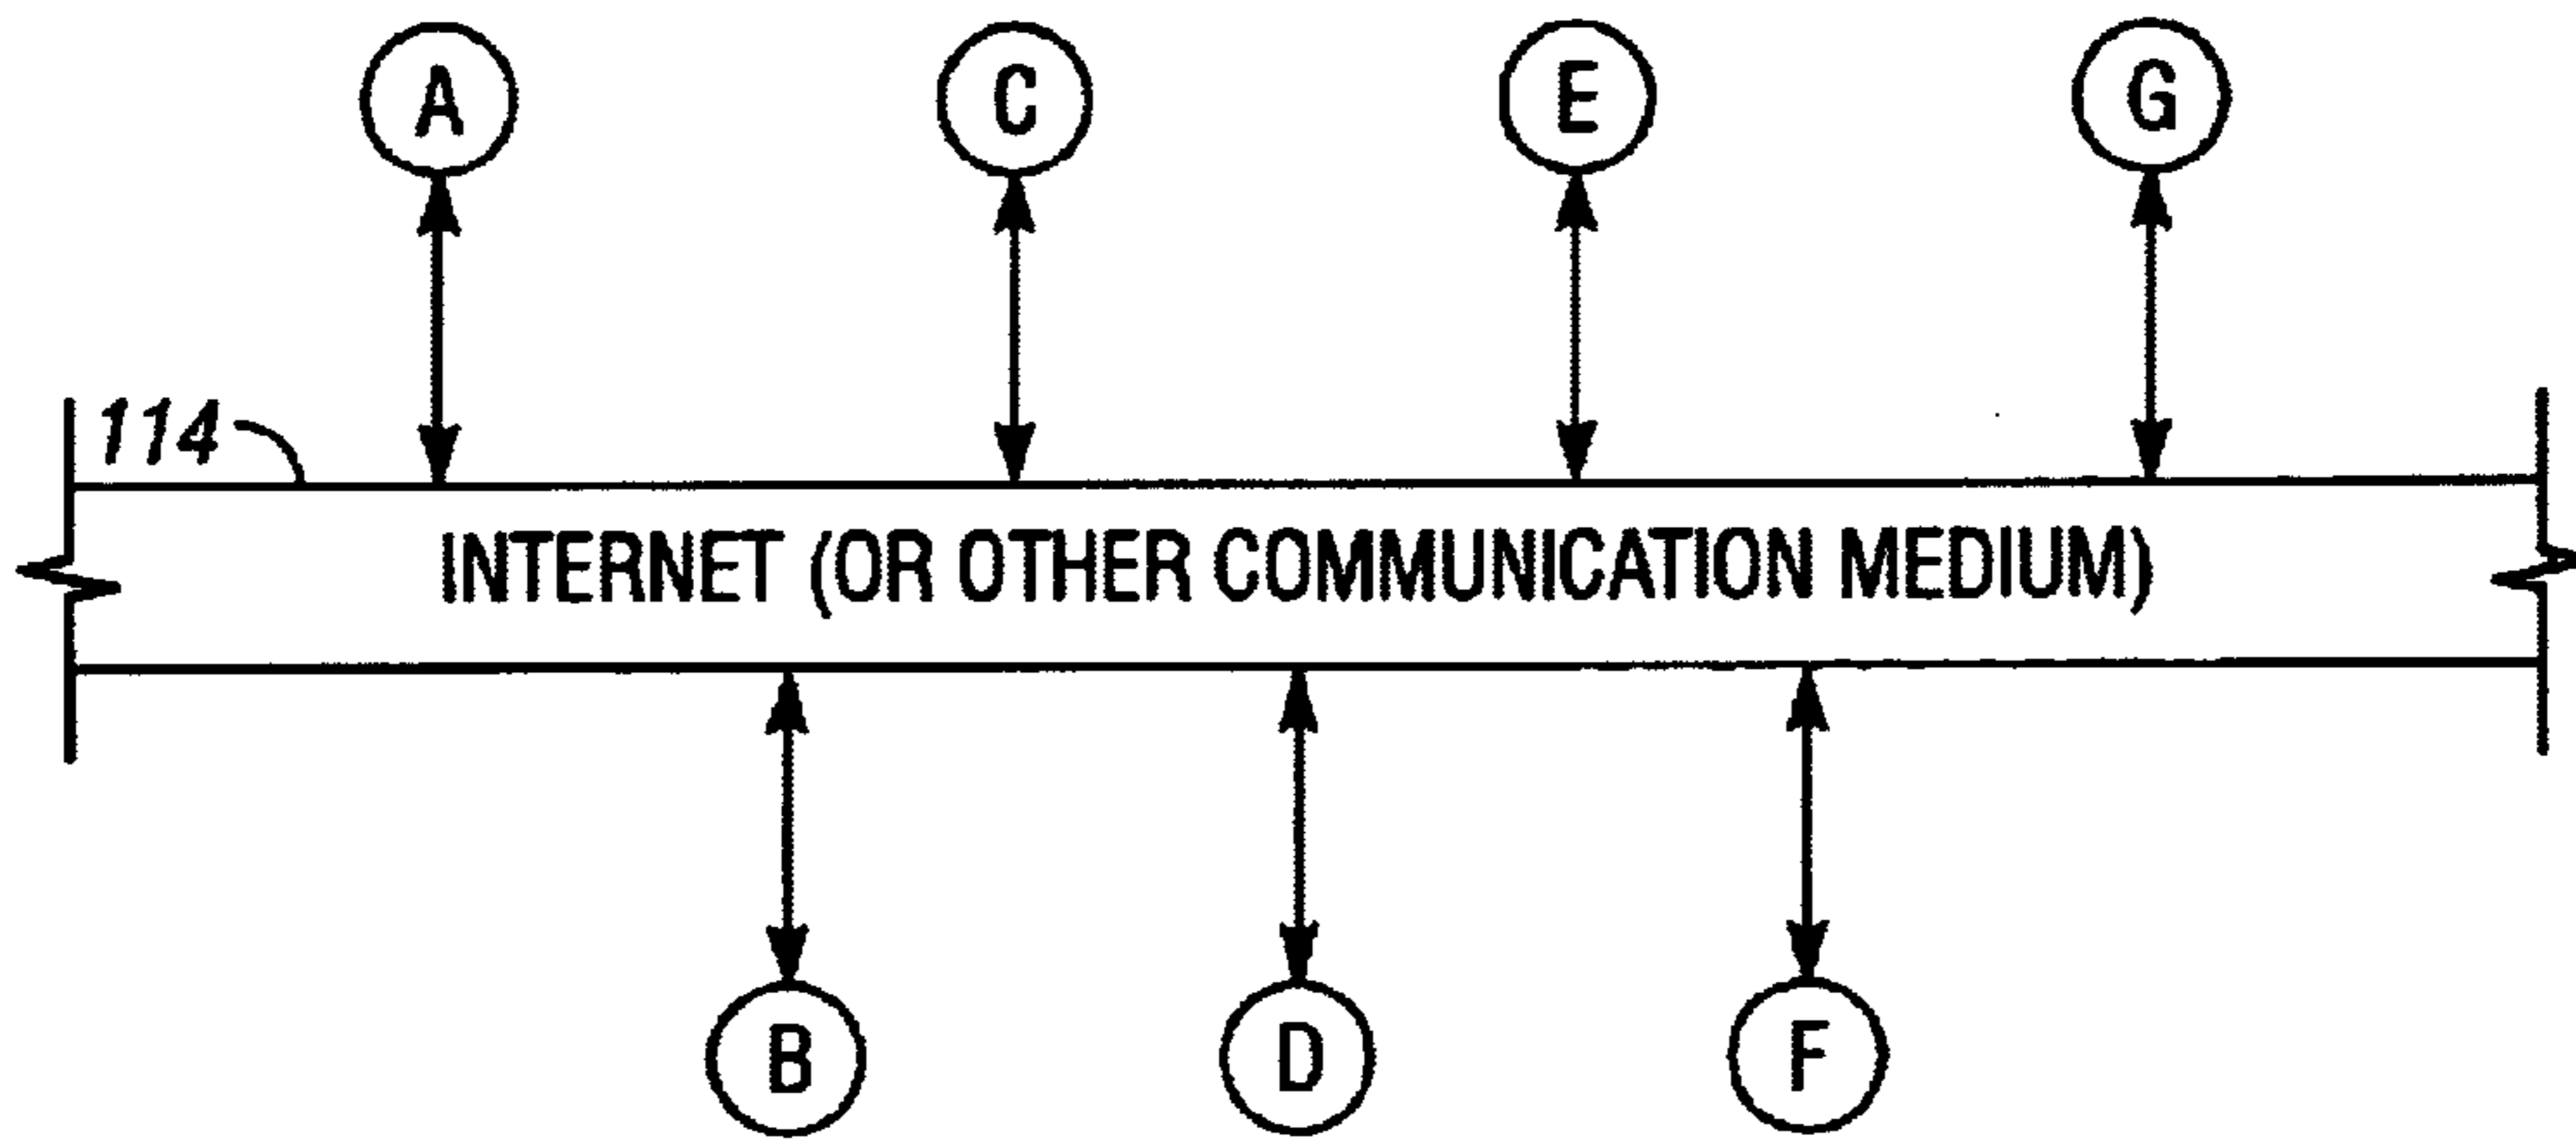 A C E G
114
INTERNET (OR OTHER COMMUNICATION MEDIUM)
B D F